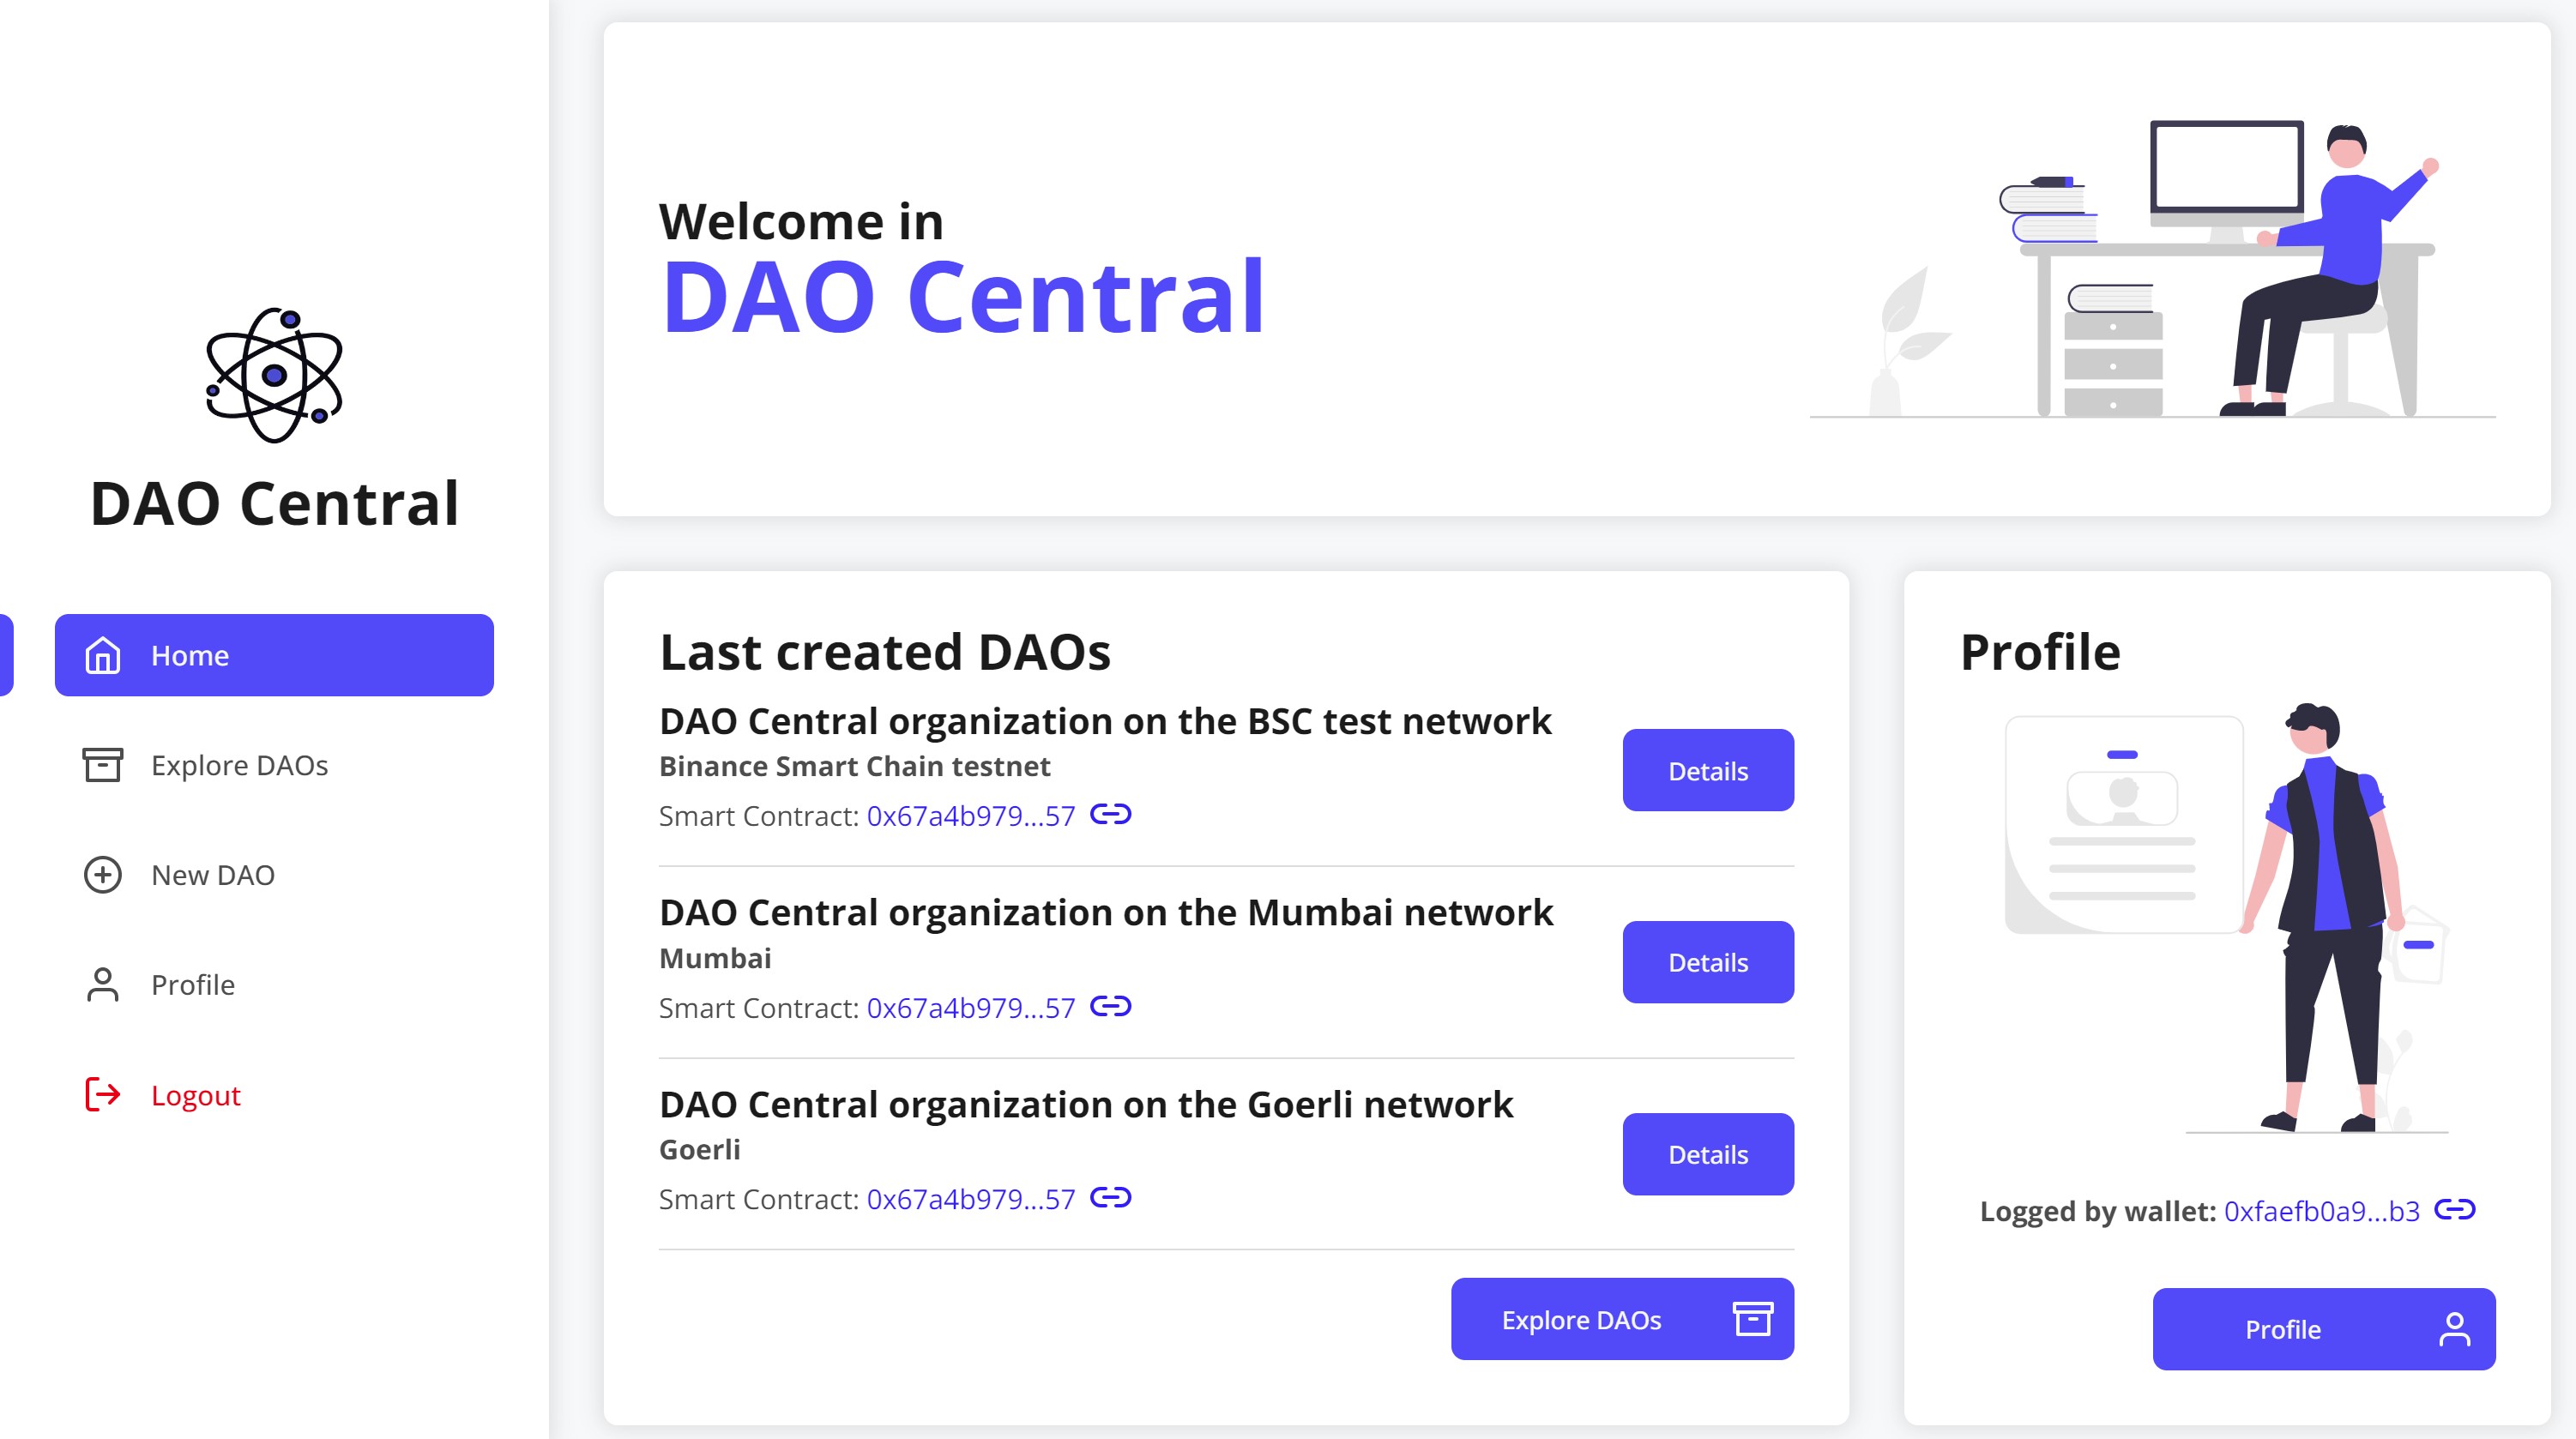 DAO Central
Home
Explore DAOs
New DAO
Profile
Logout
Welcome in
DAO Central
Last created DAOs
DAO Central organization on the BSC test network
Binance Smart Chain testnet
Smart Contract: 0x67a4b979...57
Details
DAO Central organization on the Mumbai network
Mumbai
Smart Contract: 0x67a4b979...57
Details
DAO Central organization on the Goerli network
Goerli
Smart Contract: 0x67a4b979...57
Details
Explore DAOs
Profile
Logged by wallet: 0xfaefb0a9...b3
Profile